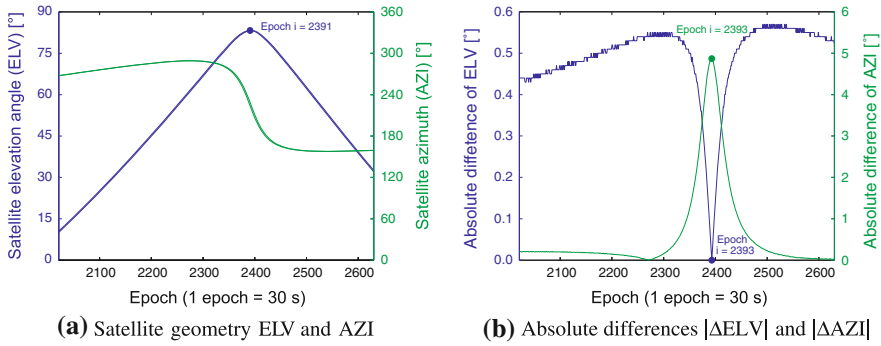 90
75
60
45
30
15
0
Satellite elevation angle (ELV) [°]
Epoch i = 2391
360
300
240
180
120
60
0
Satellite azimuth (AZI) [°]
2100 2200 2300 2400 2500 2600
Epoch (1 epoch = 30 s)
(a) Satellite geometry ELV and AZI
0.6
0.5
0.4
0.3
0.2
0.1
0.0
Absolute diffetence of ELV [°]
Epoch i = 2393
Epoch
i = 2393
6
5
4
3
2
1
0
Absolute difference of AZI [°]
2100 2200 2300 2400 2500 2600
Epoch (1 epoch = 30 s)
(b) Absolute differences |ΔELV| and |ΔAZI|